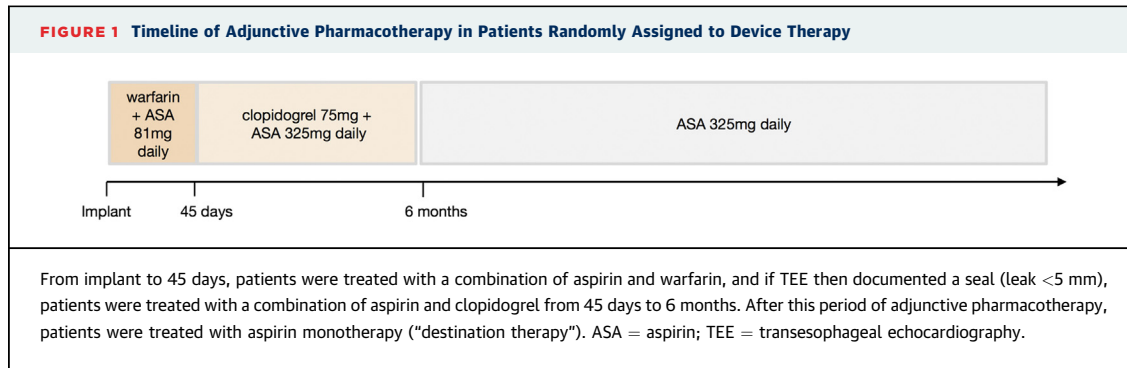 FIGURE 1 Timeline of Adjunctive Pharmacotherapy in Patients Randomly Assigned to Device Therapy
warfarin
+ ASA
81mg
daily
clopidogrel 75mg +
ASA 325mg daily
ASA 325mg daily
Implant
45 days
6 months
From implant to 45 days, patients were treated with a combination of aspirin and warfarin, and if TEE then documented a seal (leak <5 mm),
patients were treated with a combination of aspirin and clopidogrel from 45 days to 6 months. After this period of adjunctive pharmacotherapy,
patients were treated with aspirin monotherapy (“destination therapy”). ASA = aspirin; TEE = transesophageal echocardiography.